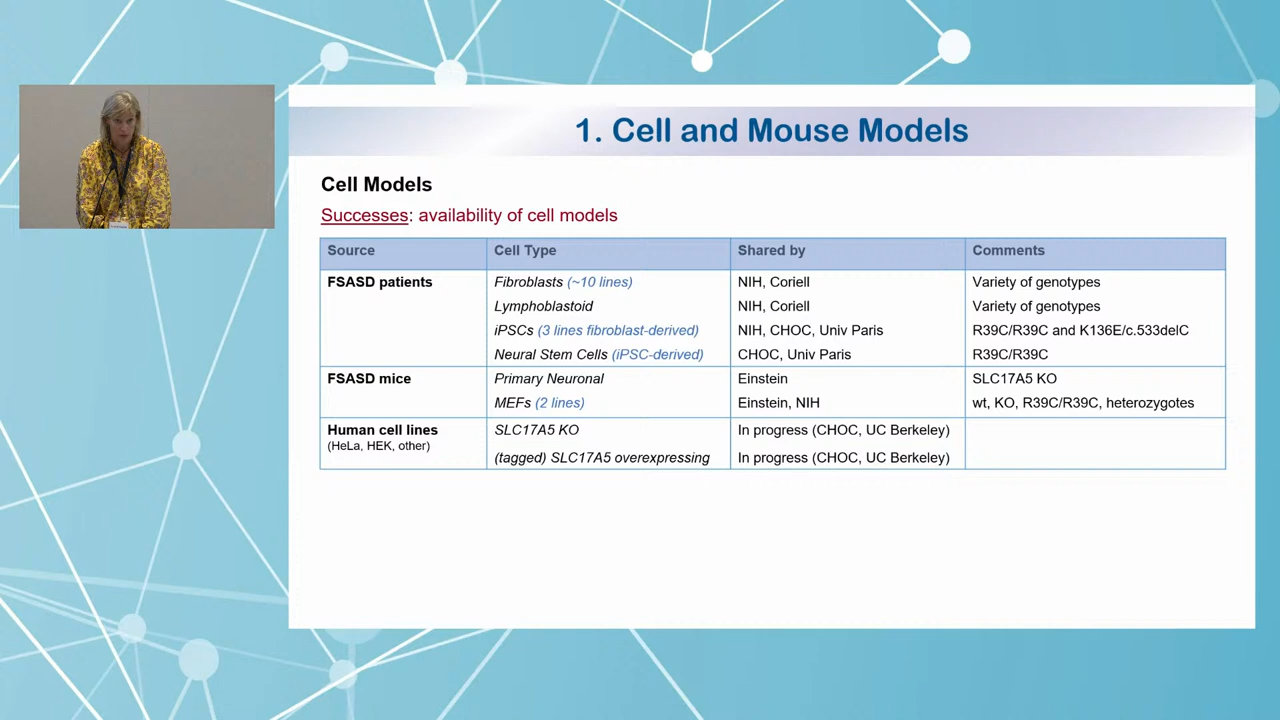 1. Cell and Mouse Models
Cell Models
Successes: availability of cell models
Source Cell Type Shared by Comments
FSASD patients Fibroblasts (~10 lines) NIH, Coriell Variety of genotypes
Lymphoblastoid NIH, Coriell Variety of genotypes
iPSCs (3 lines fibroblast-derived) NIH, CHOC, Univ Paris R39C/R39C and K136E/c.533delC
Neural Stem Cells (iPSC-derived) CHOC, Univ Paris R39C/R39C
FSASD mice Primary Neuronal Einstein SLC17A5 KO
MEFs (2 lines) Einstein, NIH wt, KO, R39C/R39C, heterozygotes
Human cell lines SLC17A5 KO In progress (CHOC, UC Berkeley)
(HeLa, HEK, other)
(tagged) SLC17A5 overexpressing In progress (CHOC, UC Berkeley)